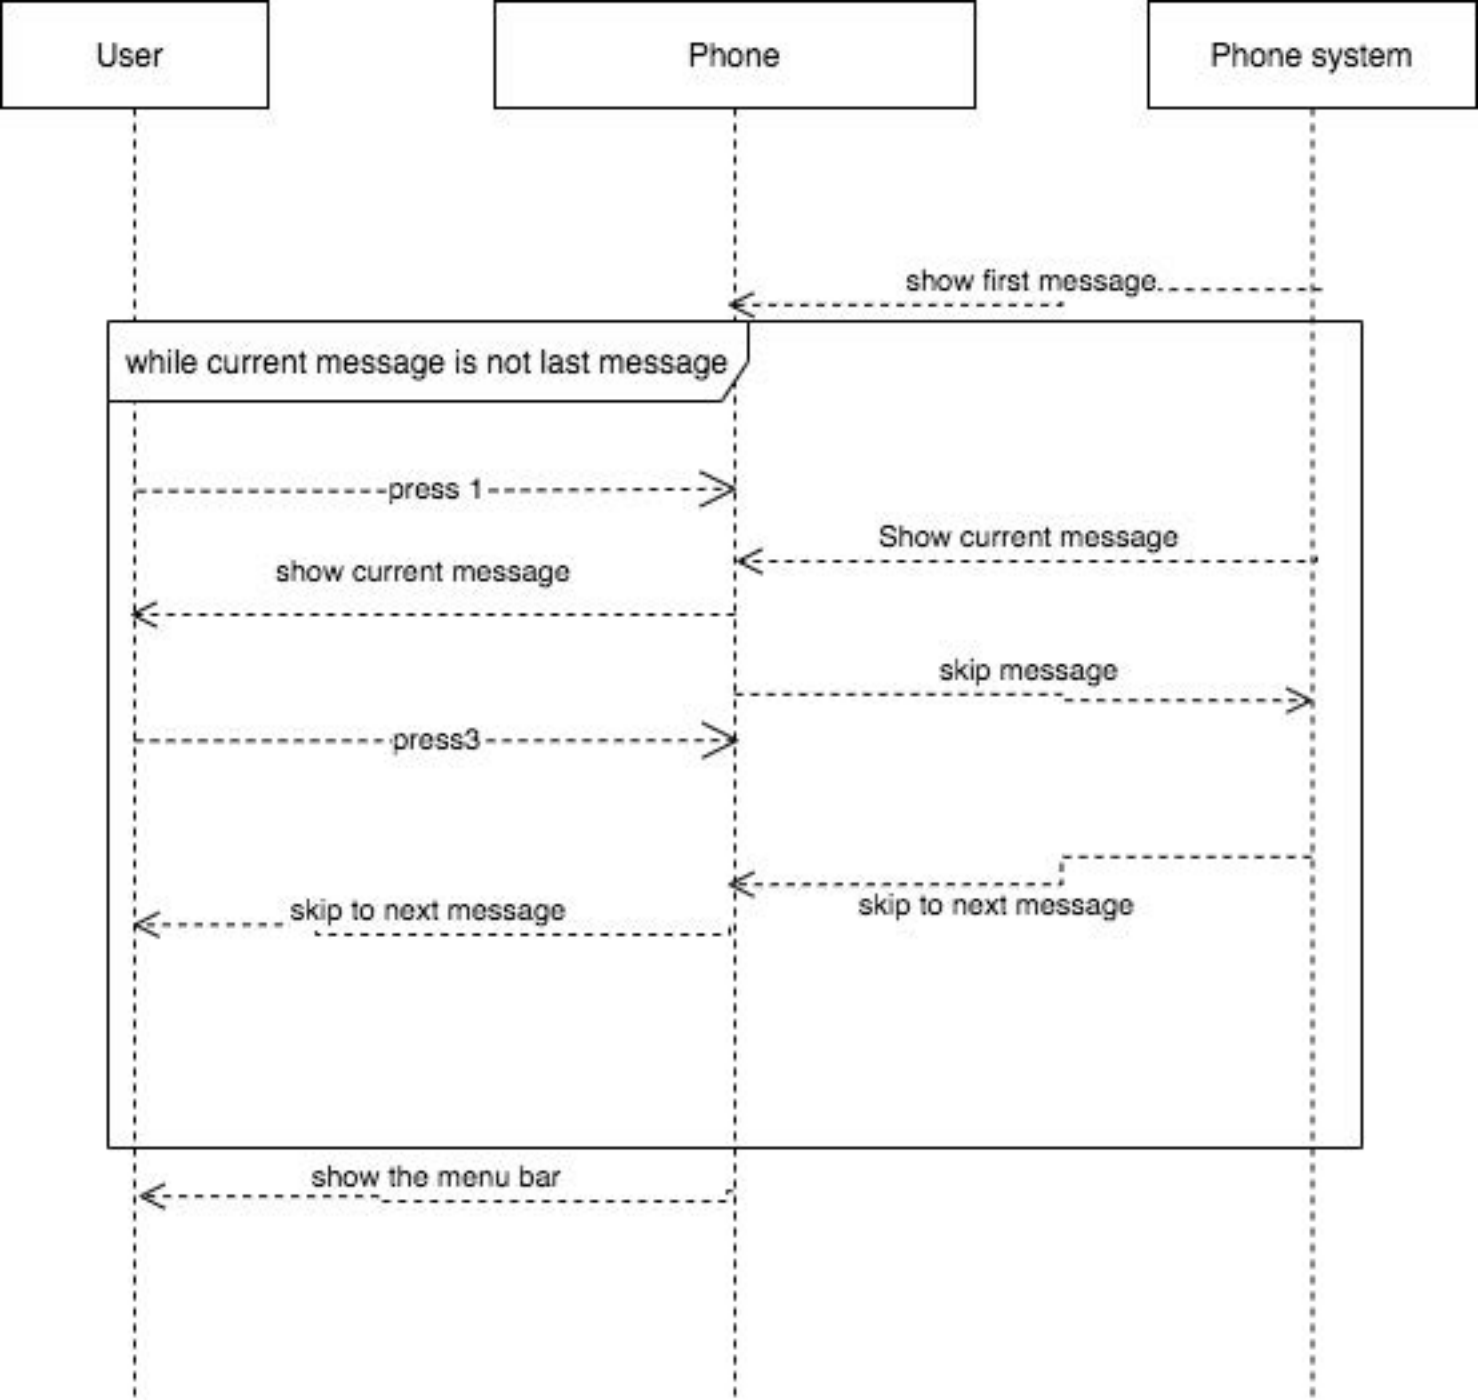 User
Phone
Phone system
show first message
while current message is not last message
press 1
Show current message
show current message
skip message
press3
skip to next message
skip to next message
show the menu bar